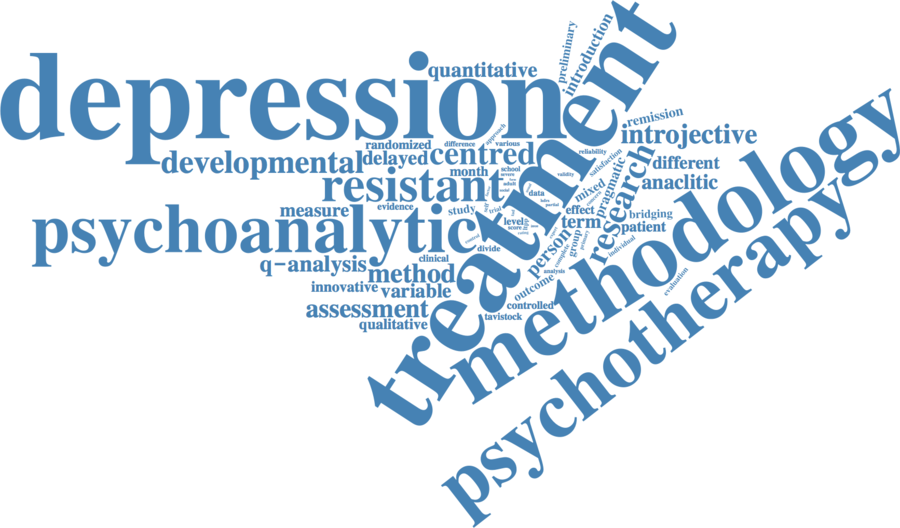 depression
quantitative
preliminary
introduction
treatment
remission
introjective
randomized
difference
approach
various
developmental
delayed
centred
reliability
satisfaction
different
month
school
severe
resistant
adult
validity
data
mixed
pragmatic
anaclitic
research
measure
evidence
study
trial
level
score
effect
bridging
psychoanalytic
term
patient
person
group
individual
divide
q-analysis
clinical
method
analysis
complete
outcome
evaluation
innovative
variable
assessment
controlled
qualitative
tavistock
methodology
psychotherapy